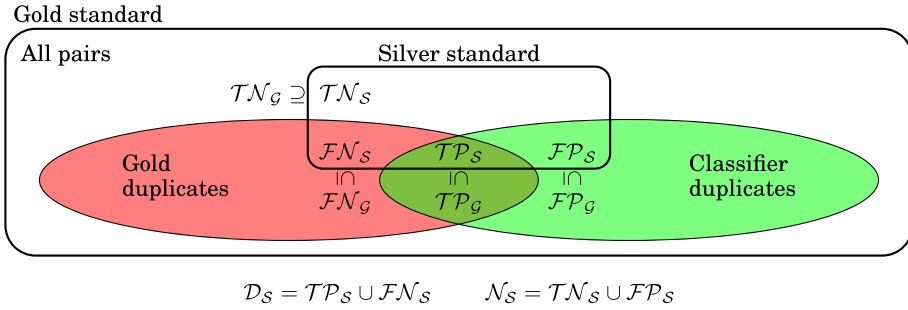 Gold standard
All pairs
Silver standard
𝒯𝒩_𝒢 ⊇ 𝒯𝒩_𝒮
ℱ𝒩_𝒮 𝒯𝒫_𝒮 ℱ𝒫_𝒮
Gold
duplicates
⊆ ⊆ ⊆
ℱ𝒩_𝒢 𝒯𝒫_𝒢 ℱ𝒫_𝒢
Classifier
duplicates
𝒟_𝒮 = 𝒯𝒫_𝒮 ∪ ℱ𝒩_𝒮
𝒩_𝒮 = 𝒯𝒩_𝒮 ∪ ℱ𝒫_𝒮